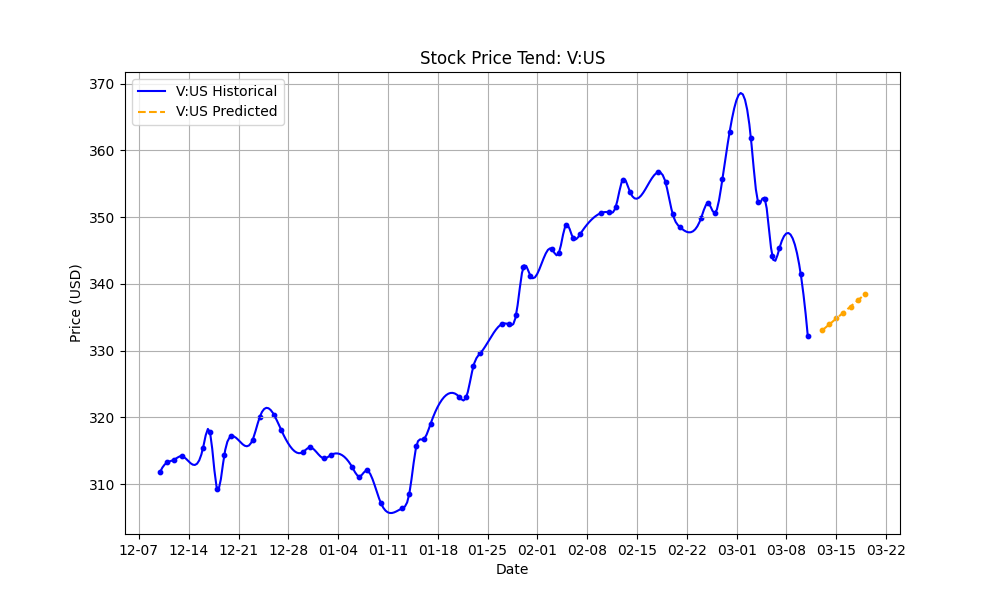 Stock Price Tend: V:US
V:US Historical
V:US Predicted
370
360
350
340
330
320
310
Price (USD)
12-07 12-14 12-21 12-28 01-04 01-11 01-18 01-25 02-01 02-08 02-15 02-22 03-01 03-08 03-15 03-22
Date